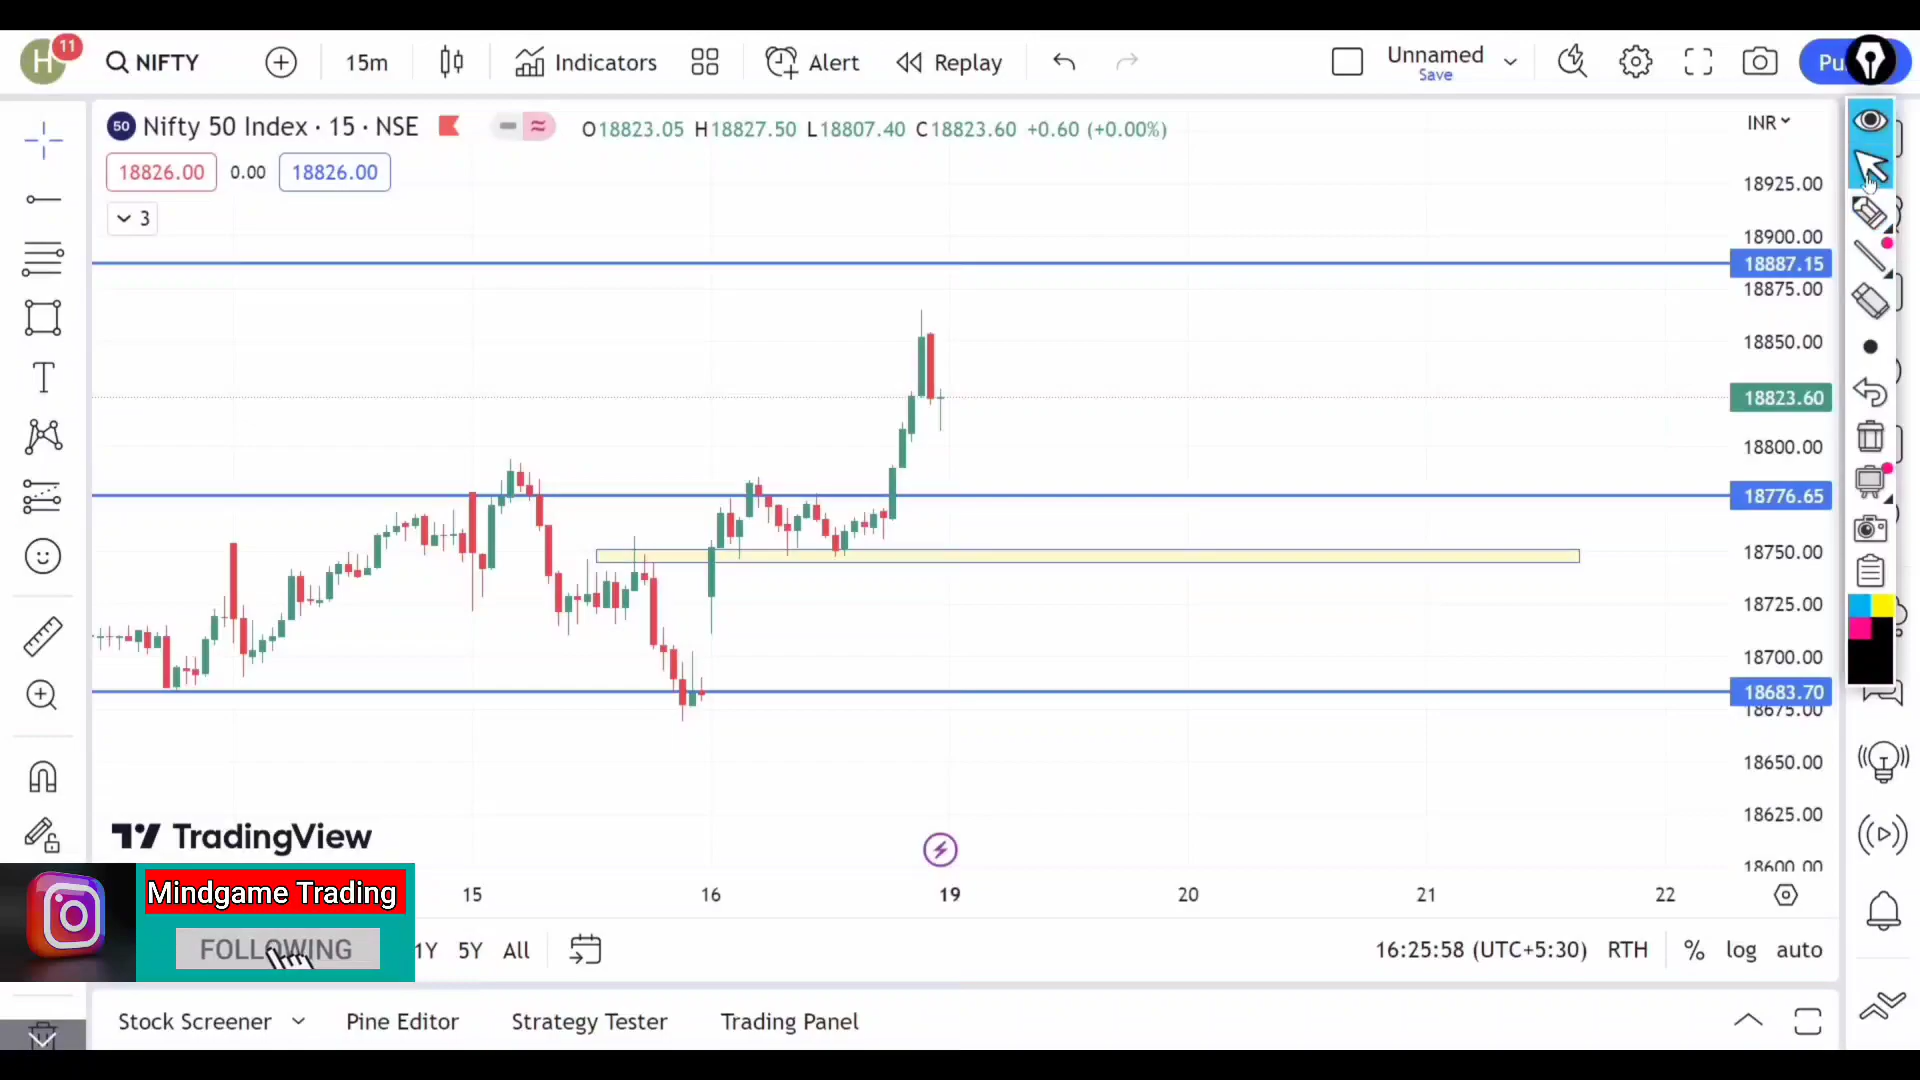 H
11
NIFTY
15m
Indicators
Alert
Replay
Unnamed
Save
Pu
50
Nifty 50 Index · 15 · NSE
O18823.05 H18827.50 L18807.40 C18823.60 +0.60 (+0.00%)
INR
18826.00
0.00
18826.00
3
18925.00
18900.00
18887.15
18875.00
18850.00
18823.60
18800.00
18776.65
18750.00
18725.00
18700.00
18683.70
18675.00
18650.00
18625.00
18600.00
TradingView
15
16
19
20
21
22
Mindgame Trading
FOLLOWING
1Y
5Y
All
16:25:58 (UTC+5:30)
RTH
%
log
auto
Stock Screener
Pine Editor
Strategy Tester
Trading Panel